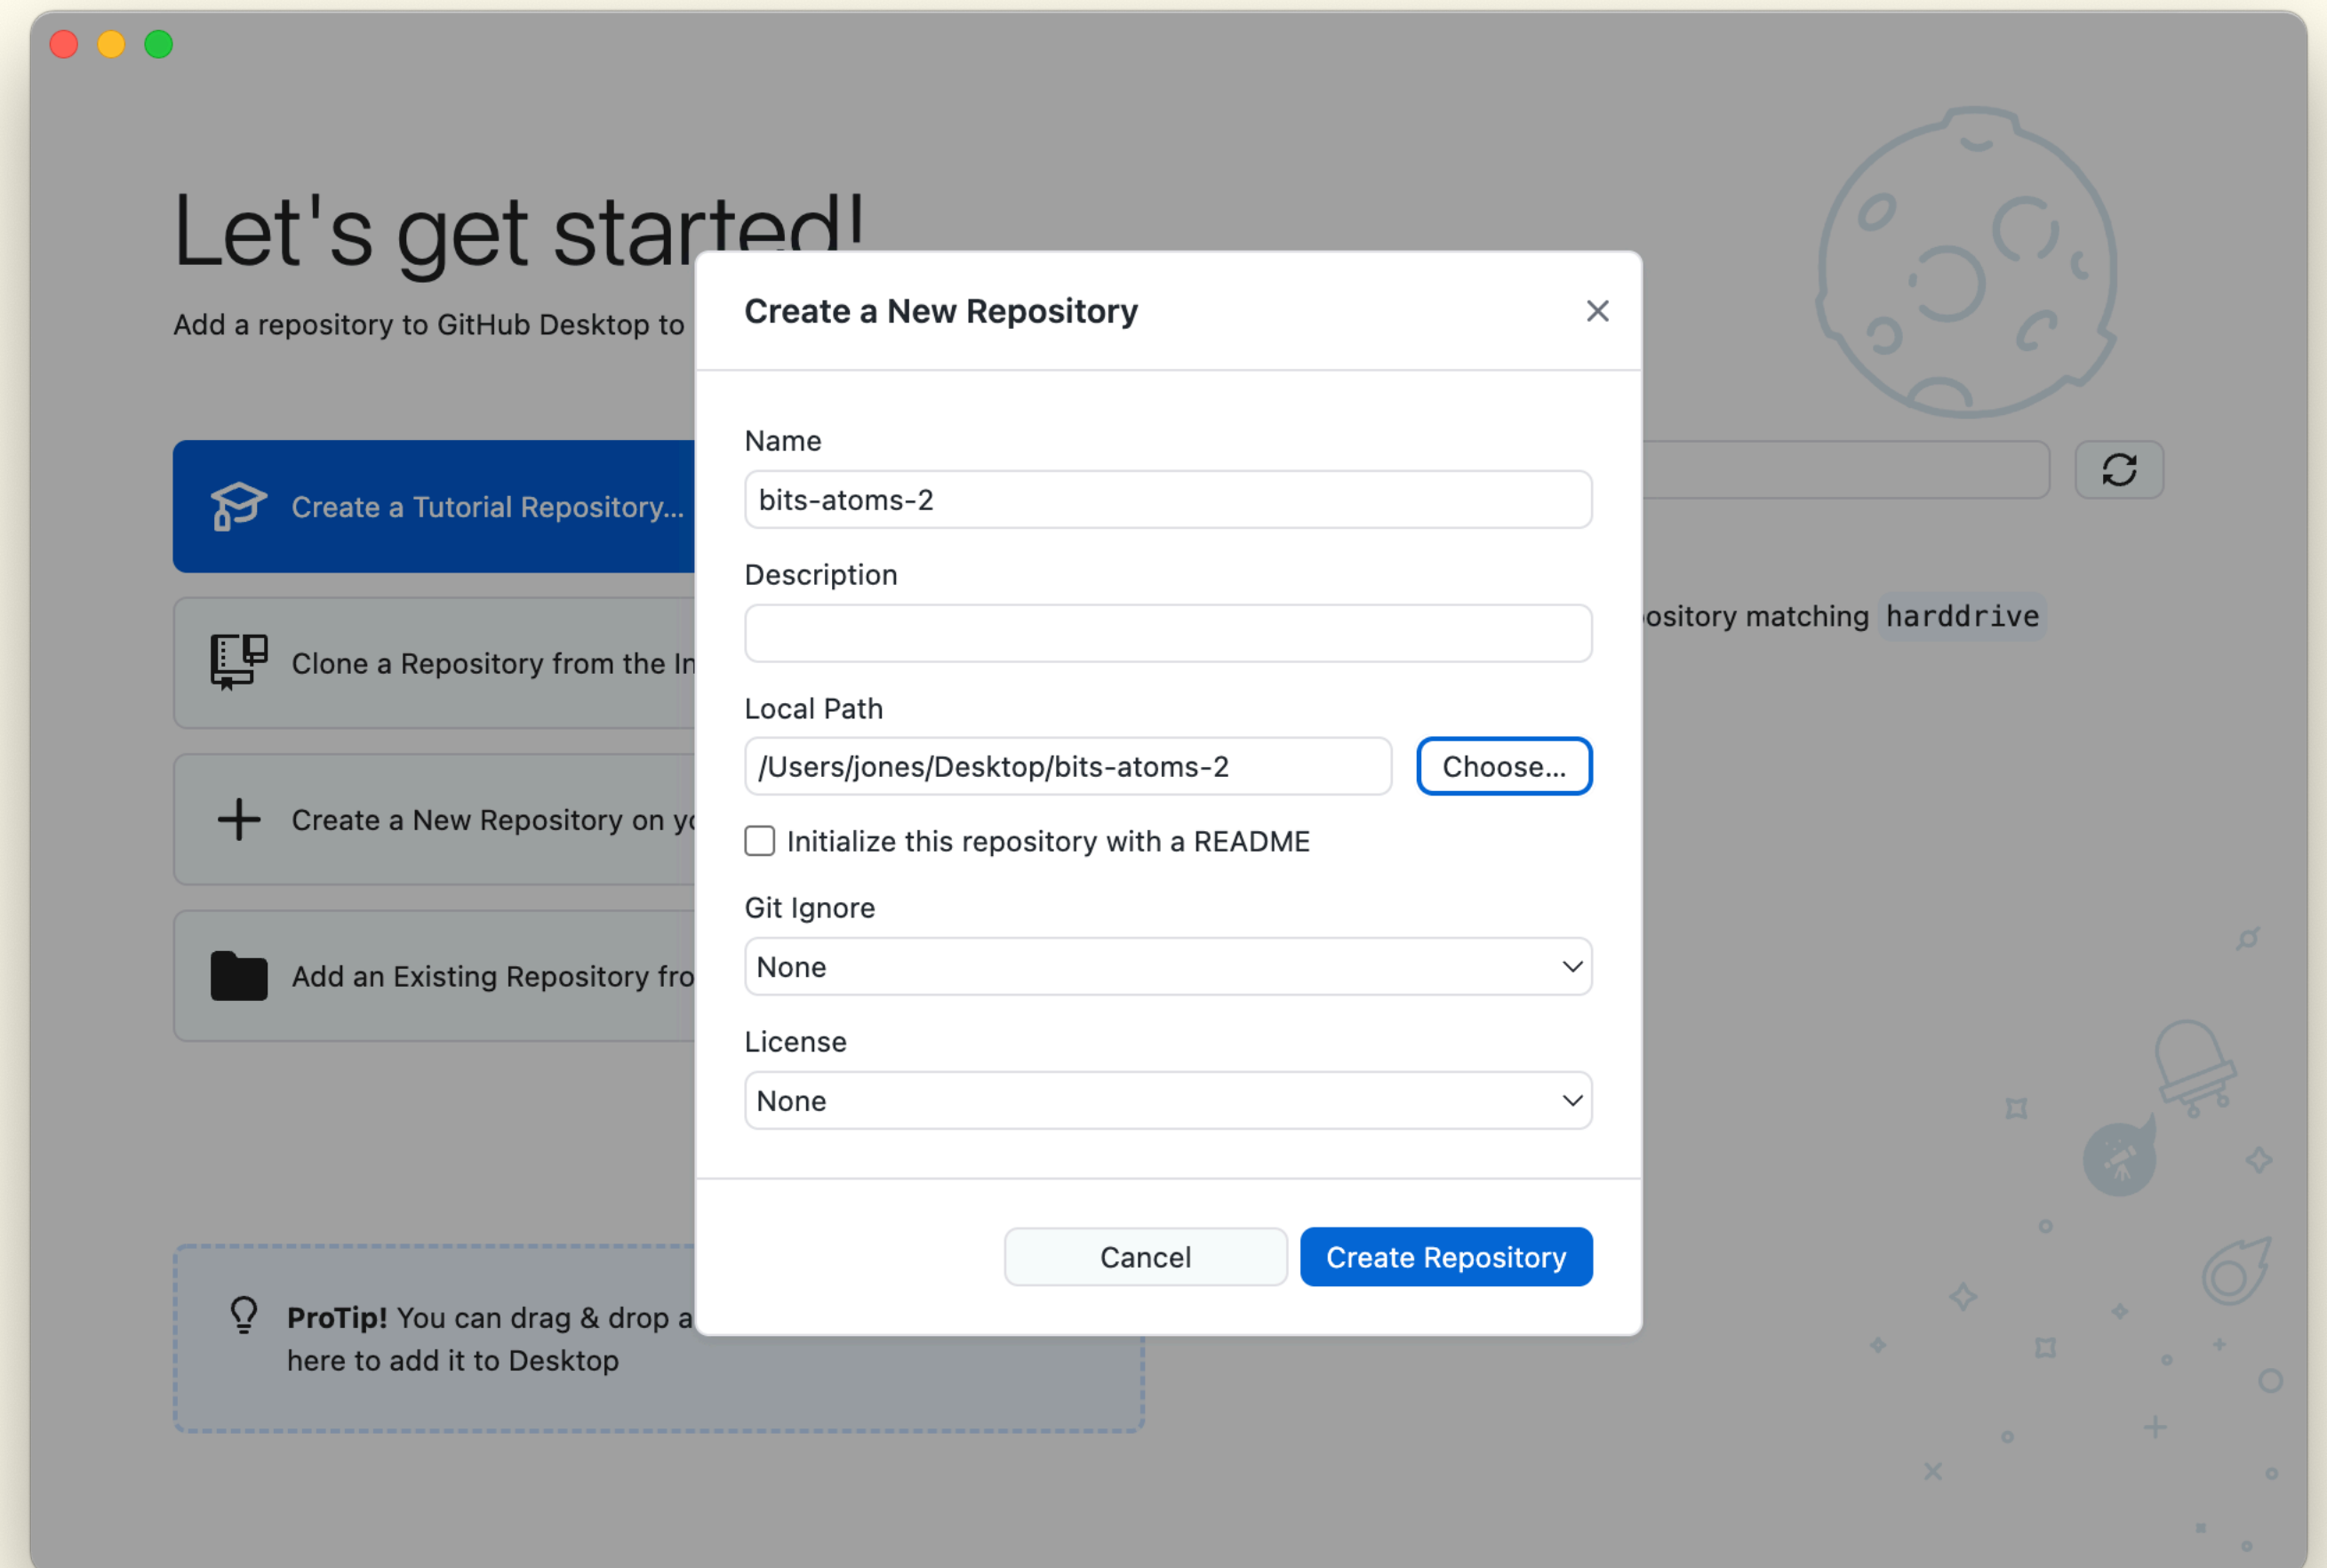 Let's get started!
Add a repository to GitHub Desktop to
Create a Tutorial Repository...
Clone a Repository from the In
Create a New Repository on yo
Add an Existing Repository fro
ProTip! You can drag & drop a
here to add it to Desktop
ository matching harddrive
Create a New Repository
Name
bits-atoms-2
Description
Local Path
/Users/jones/Desktop/bits-atoms-2
Choose...
Initialize this repository with a README
Git Ignore
None
License
None
Cancel
Create Repository